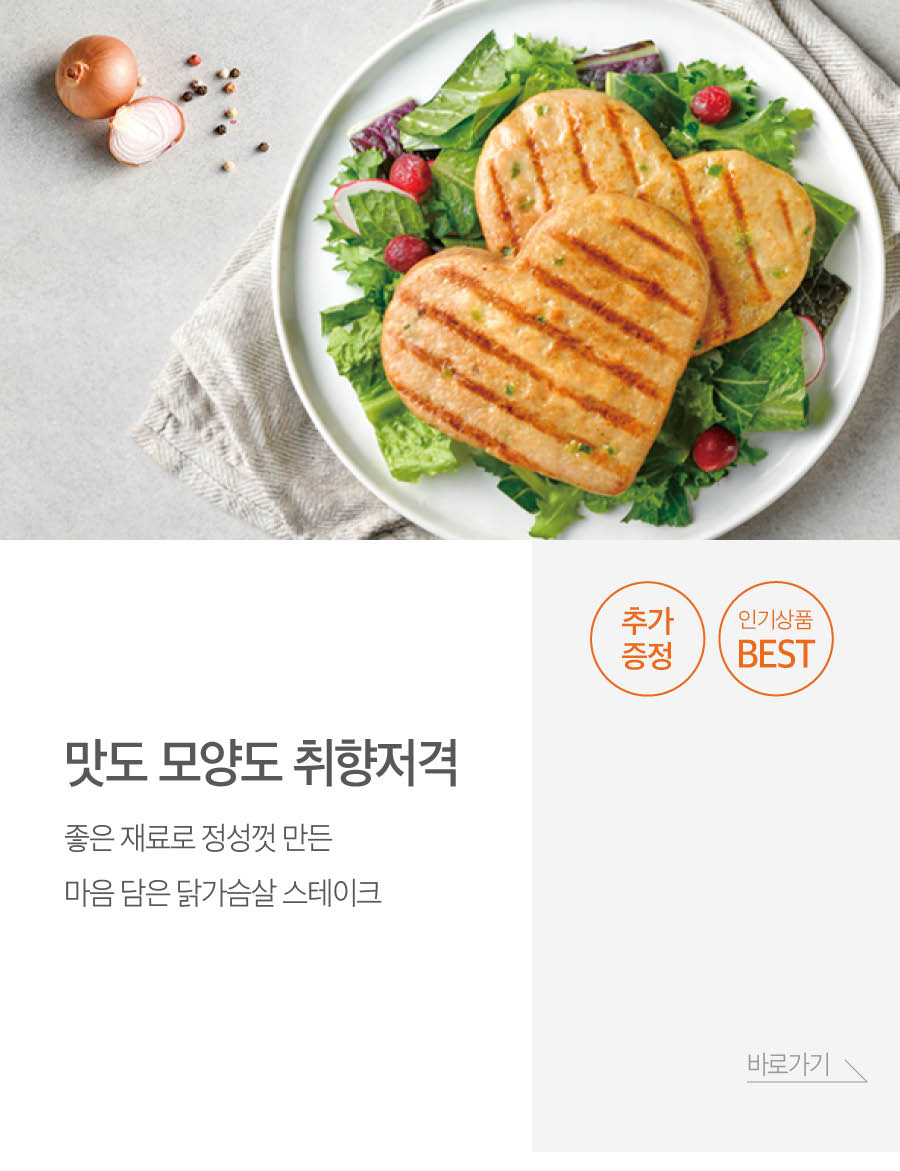 추가
증정
인기상품
BEST
맛도 모양도 취향저격
좋은 재료로 정성껏 만든
마음 담은 닭가슴살 스테이크
바로가기